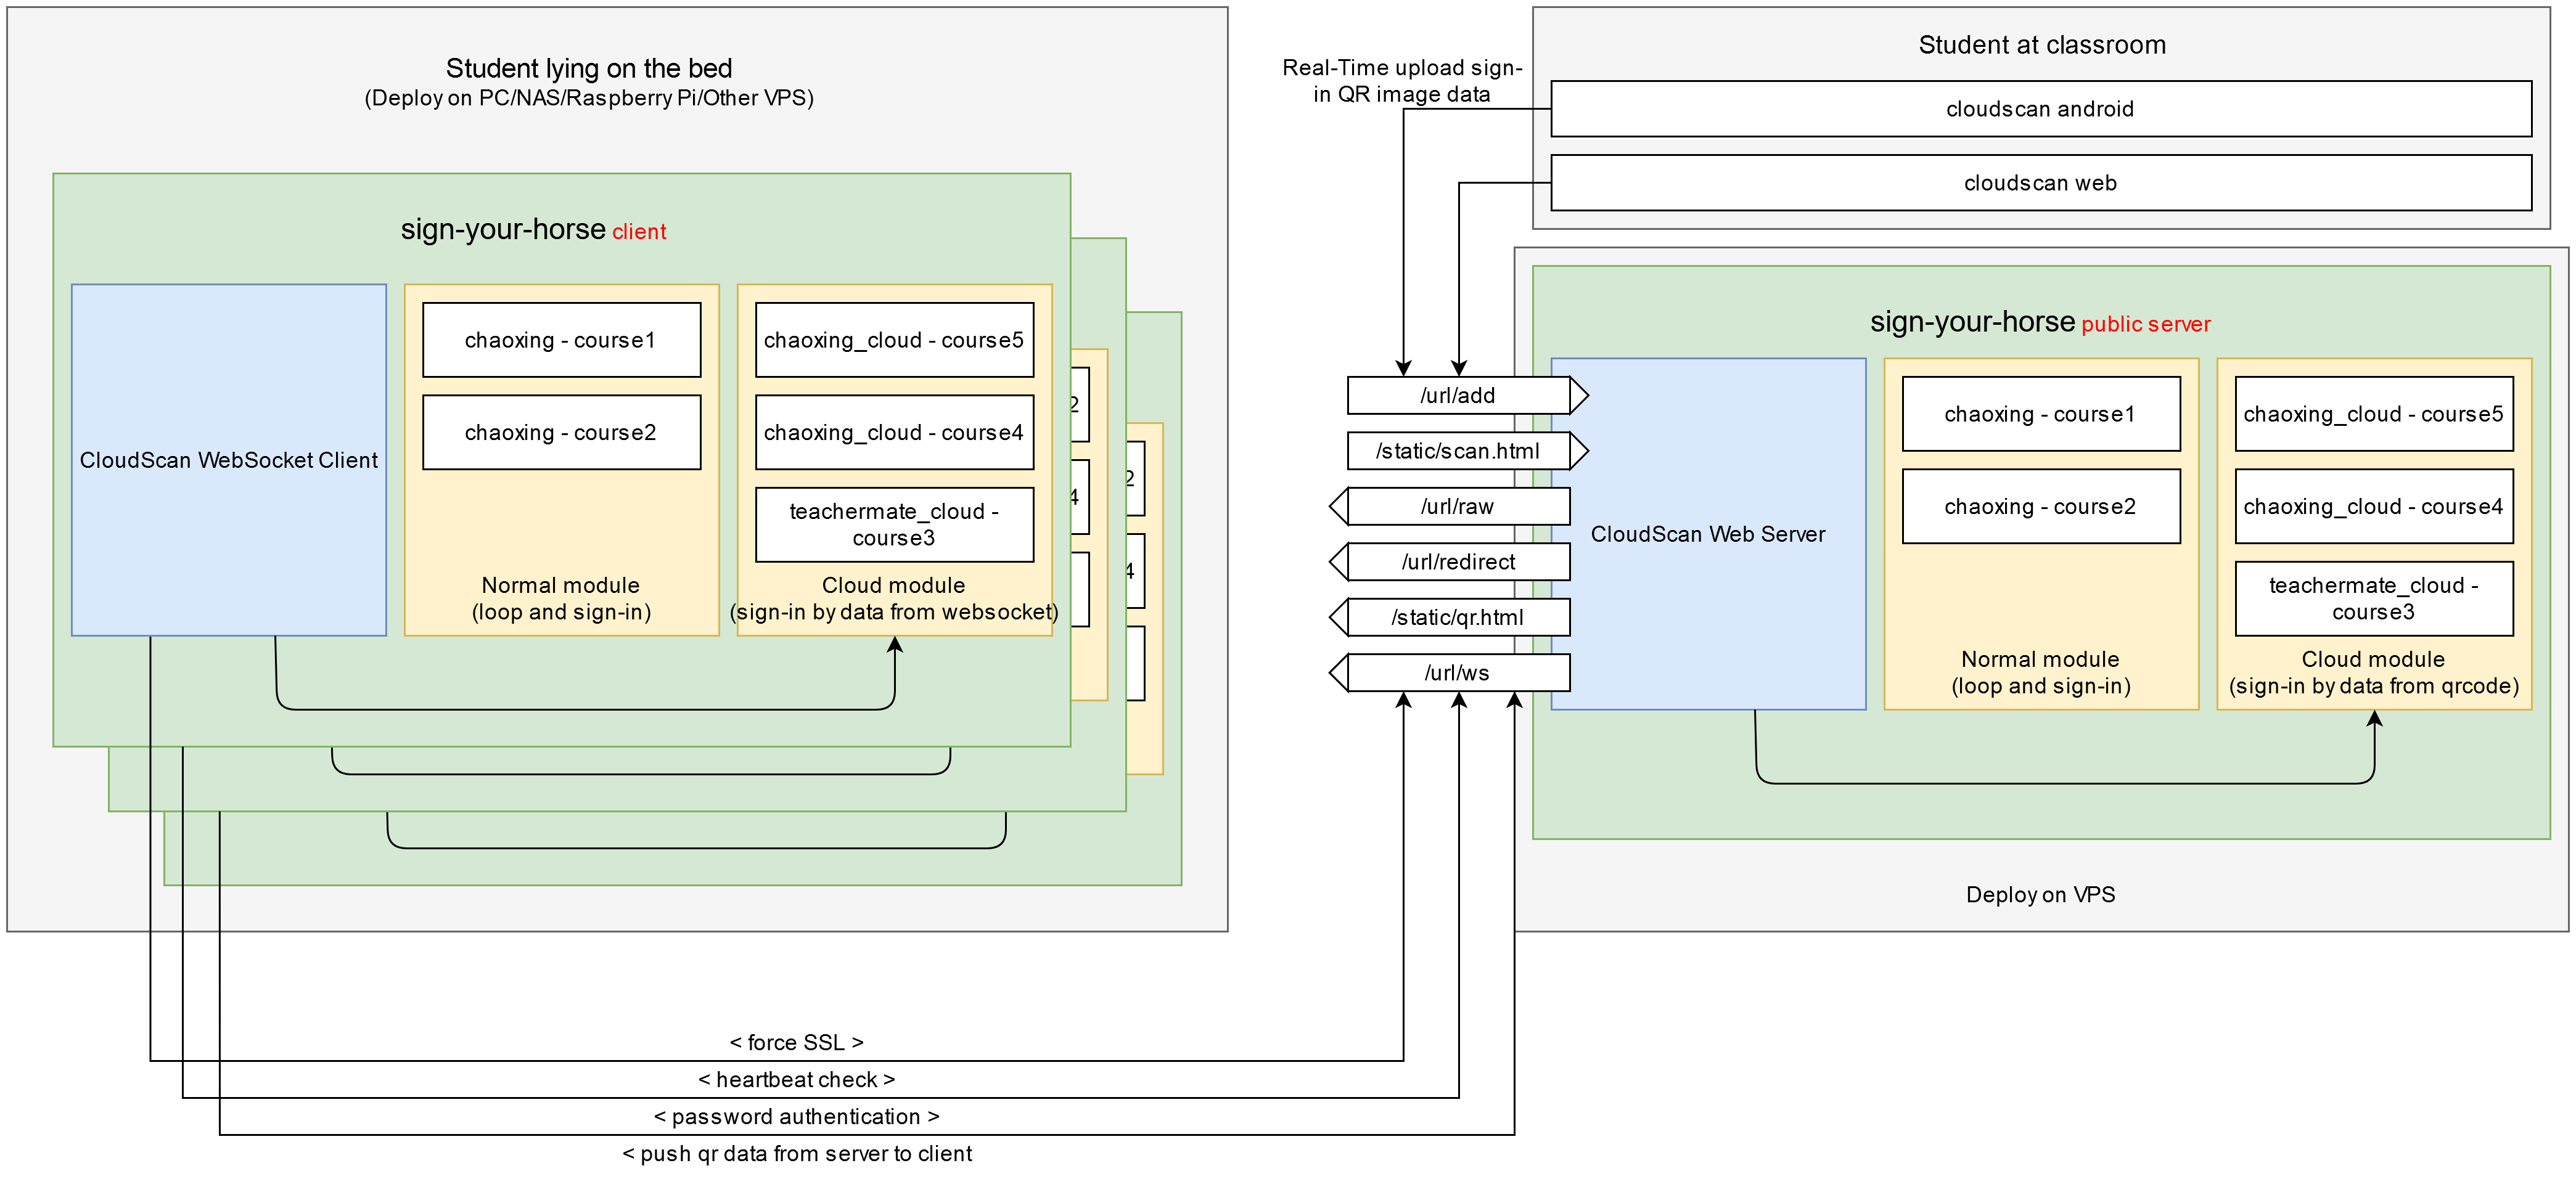 Student lying on the bed
(Deploy on PC/NAS/Raspberry Pi/Other VPS)
sign-your-horse client
CloudScan WebSocket Client
chaoxing - course1
chaoxing - course2
Normal module
(loop and sign-in)
chaoxing_cloud - course5
chaoxing_cloud - course4
teachermate_cloud -
course3
Cloud module
(sign-in by data from websocket)
2
4
2
4
Real-Time upload sign-
in QR image data
Student at classroom
cloudscan android
cloudscan web
/url/add
/static/scan.html
/url/raw
/url/redirect
/static/qr.html
/url/ws
sign-your-horse public server
CloudScan Web Server
chaoxing - course1
chaoxing - course2
Normal module
(loop and sign-in)
chaoxing_cloud - course5
chaoxing_cloud - course4
teachermate_cloud -
course3
Cloud module
(sign-in by data from qrcode)
Deploy on VPS
< force SSL >
< heartbeat check >
< password authentication >
< push qr data from server to client